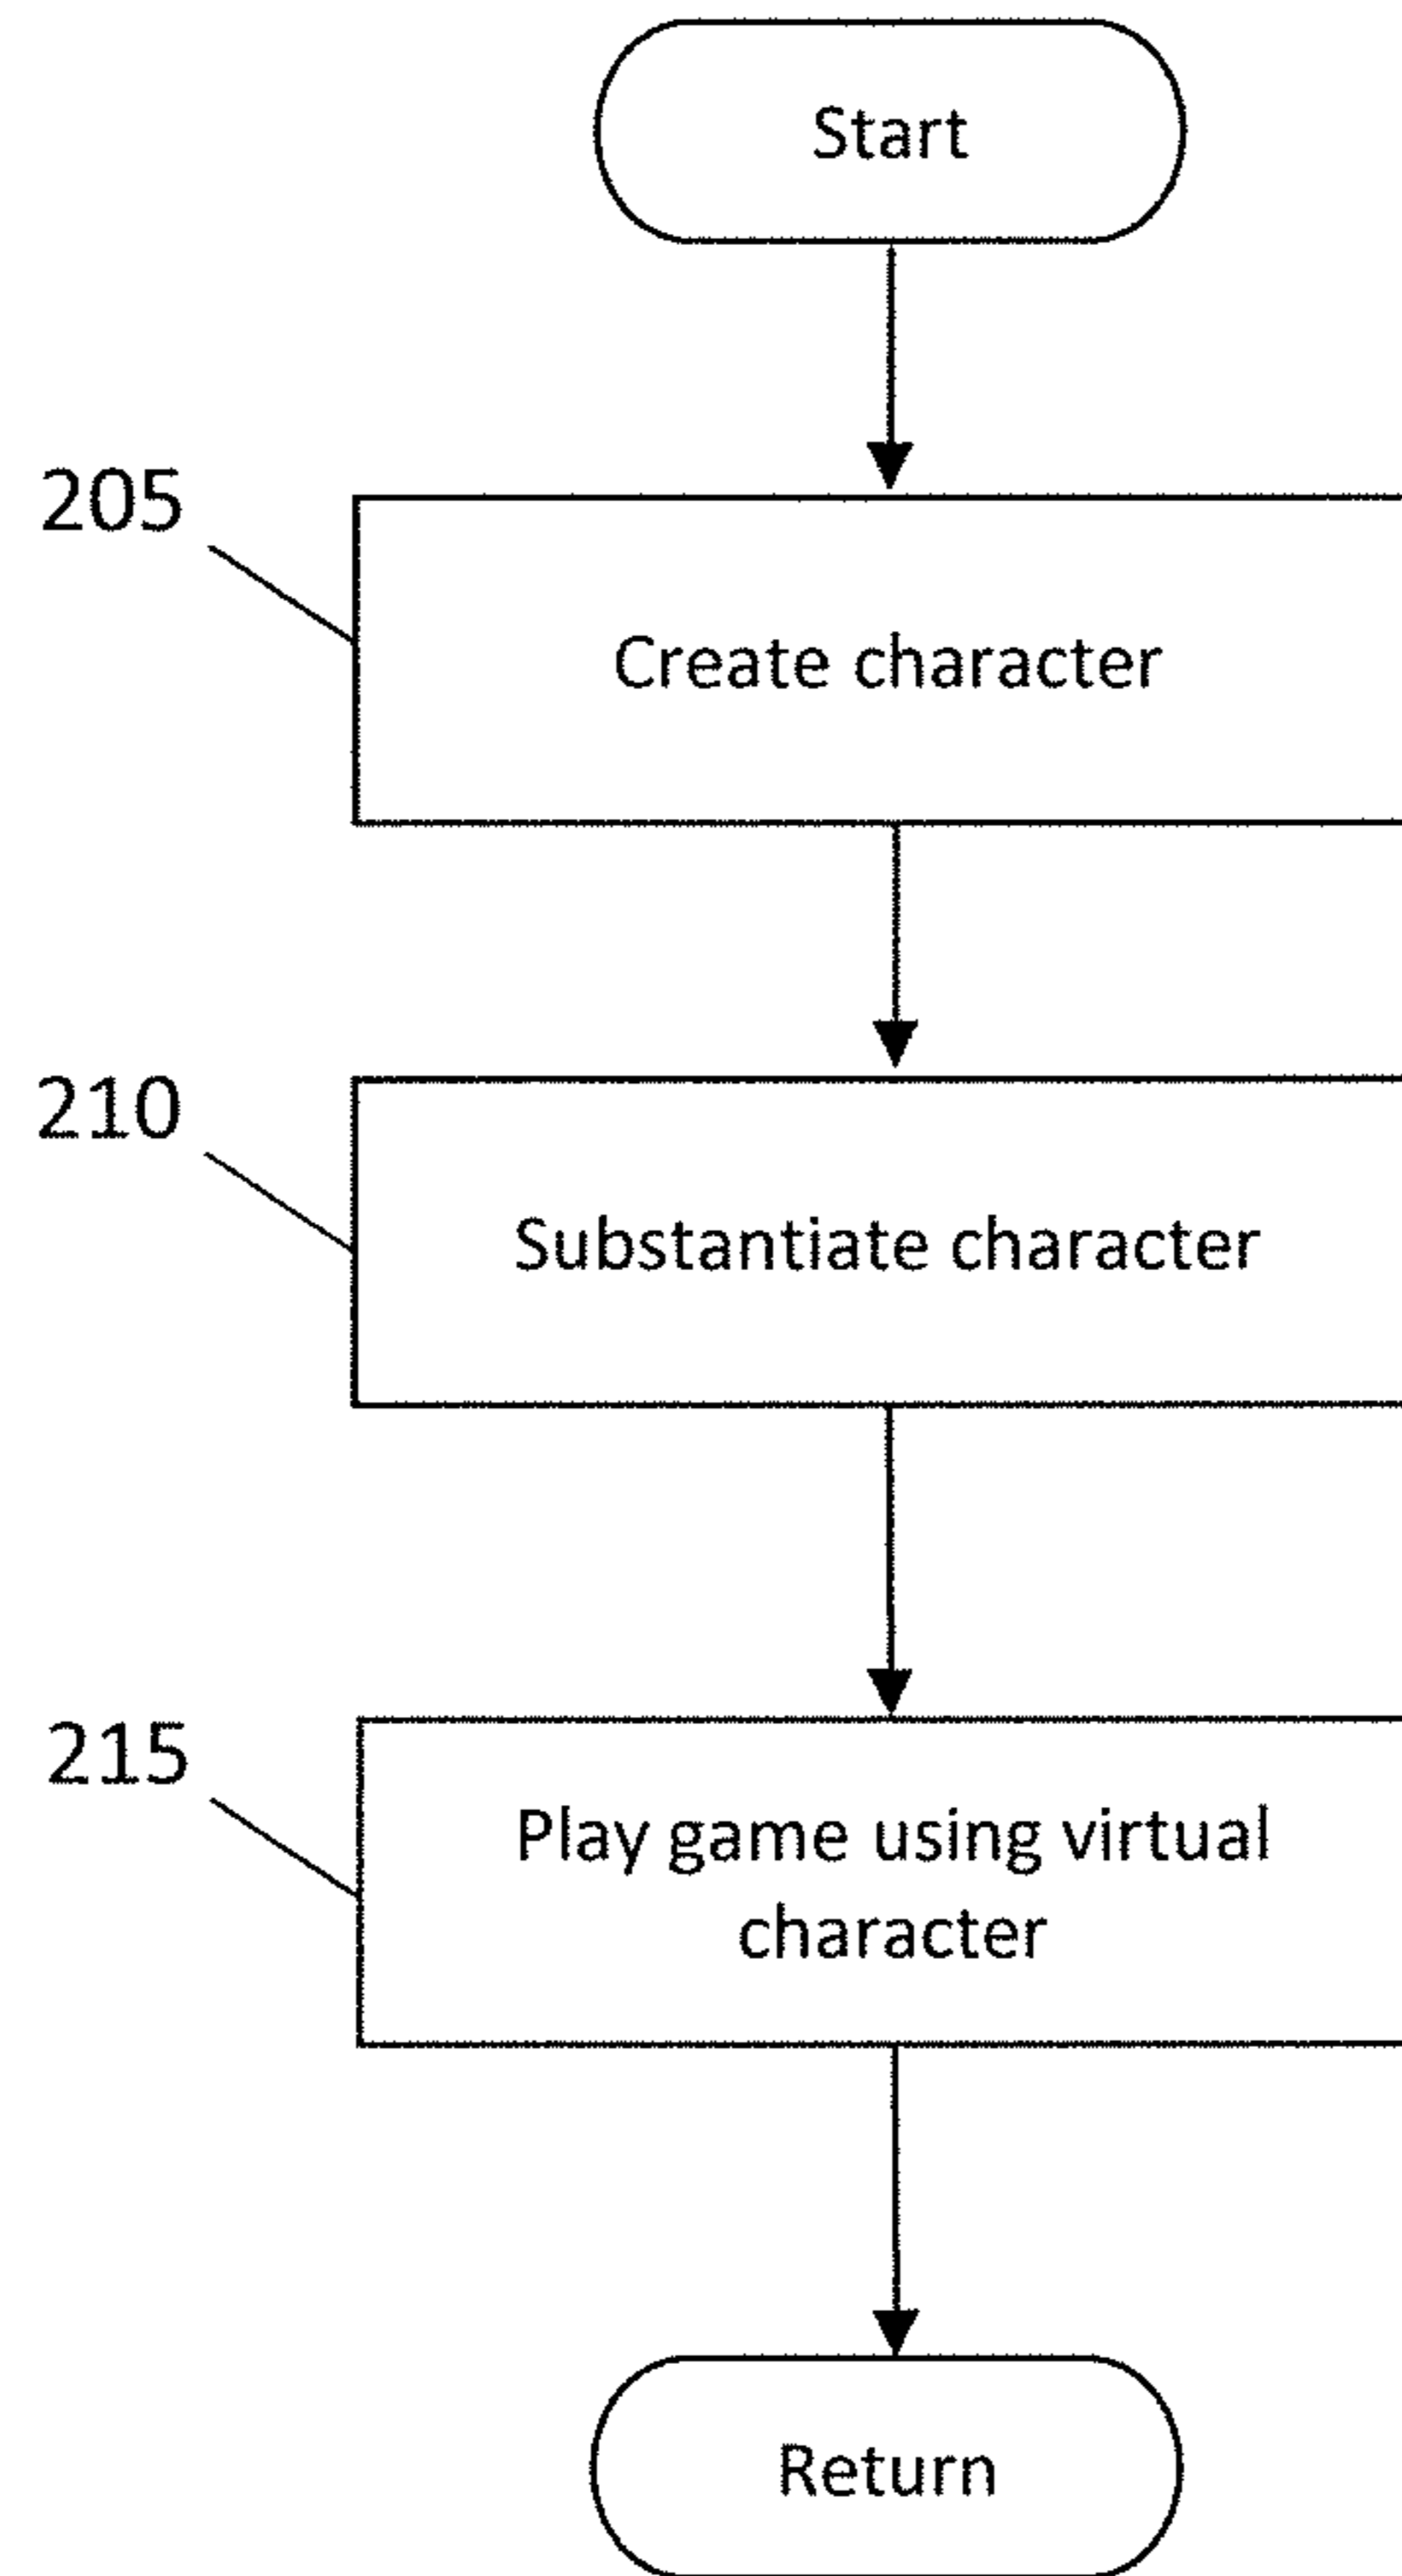 Start
205
Create character
210
Substantiate character
215
Play game using virtual
character
Return